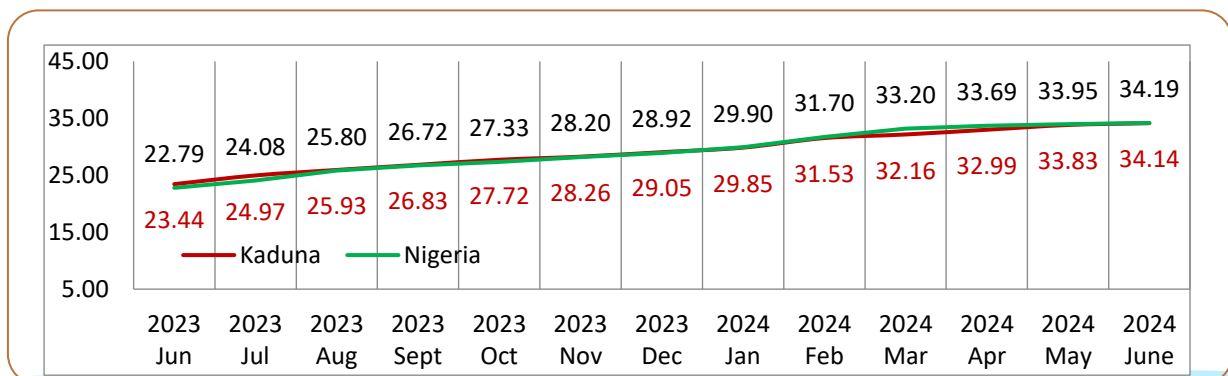 45.00
35.00
25.00
15.00
5.00
22.79 24.08 25.80 26.72 27.33 28.20 28.92 29.90 31.70 33.20 33.69 33.95 34.19
23.44 24.97 25.93 26.83 27.72 28.26 29.05 29.85 31.53 32.16 32.99 33.83 34.14
Kaduna Nigeria
2023 2023 2023 2023 2023 2023 2023 2024 2024 2024 2024 2024 2024
Jun Jul Aug Sept Oct Nov Dec Jan Feb Mar Apr May June